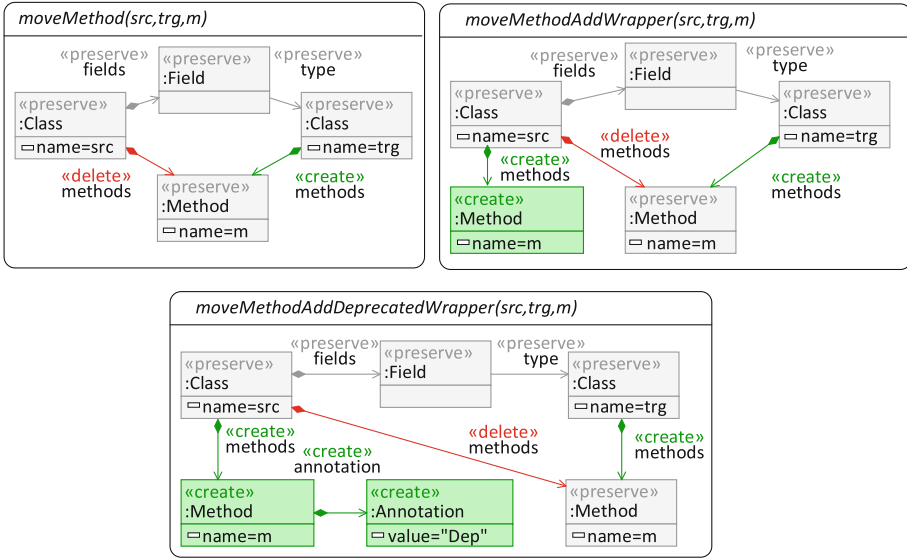 moveMethod(src,trg,m)
«preserve»
fields
«preserve»
:Field
«preserve»
type
«preserve»
:Class
name=src
«preserve»
:Class
name=trg
«delete»
methods
«create»
methods
«preserve»
:Method
name=m
moveMethodAddWrapper(src,trg,m)
«preserve»
fields
«preserve»
:Field
«preserve»
type
«preserve»
:Class
name=src
«preserve»
:Class
name=trg
«delete»
methods
«create»
methods
«create»
methods
«create»
:Method
name=m
«preserve»
:Method
name=m
moveMethodAddDeprecatedWrapper(src,trg,m)
«preserve»
fields
«preserve»
:Field
«preserve»
type
«preserve»
:Class
name=src
«preserve»
:Class
name=trg
«create»
methods
«create»
annotation
«delete»
methods
«create»
methods
«create»
:Method
name=m
«create»
:Annotation
value="Dep"
«preserve»
:Method
name=m